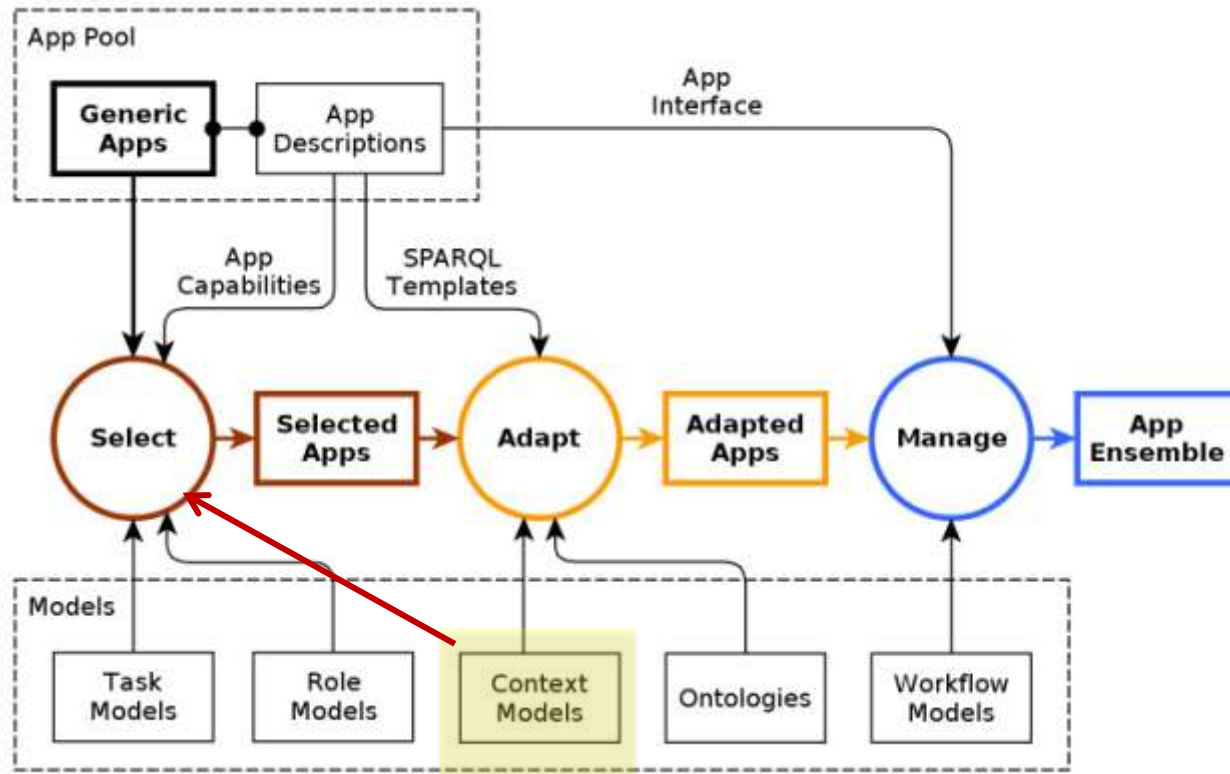 App Pool
Generic
Apps
App
Descriptions
App
Interface
App
Capabilities
SPARQL
Templates
Select
Selected
Apps
Adapt
Adapted
Apps
Manage
App
Ensemble
Models
Task
Models
Role
Models
Context
Models
Ontologies
Workflow
Models